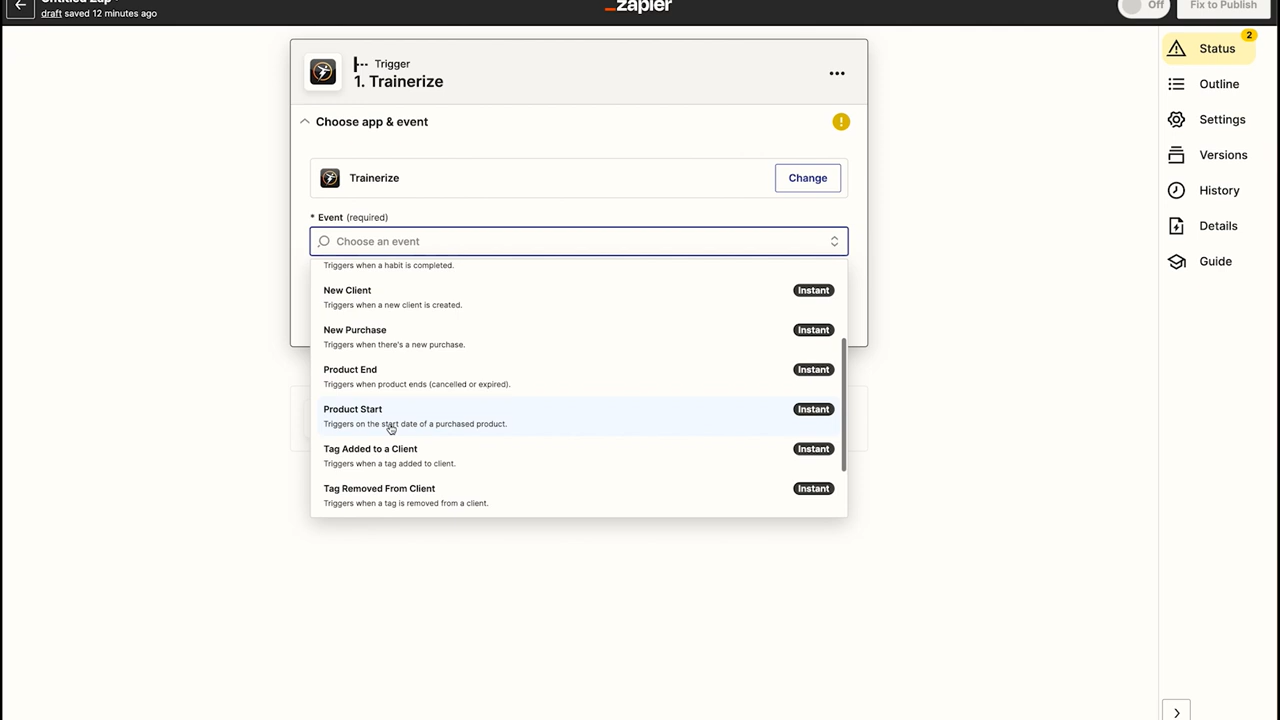 Untitled Zap
draft saved 12 minutes ago
zapier
Off
Fix to Publish
Trigger
1. Trainerize
Choose app & event
Trainerize
Change
* Event (required)
Choose an event
Triggers when a habit is completed.
New Client
Instant
Triggers when a new client is created.
New Purchase
Instant
Triggers when there's a new purchase.
Product End
Instant
Triggers when product ends (cancelled or expired).
Product Start
Instant
Triggers on the start date of a purchased product.
Tag Added to a Client
Instant
Triggers when a tag added to client.
Tag Removed From Client
Instant
Triggers when a tag is removed from a client.
2
Status
Outline
Settings
Versions
History
Details
Guide